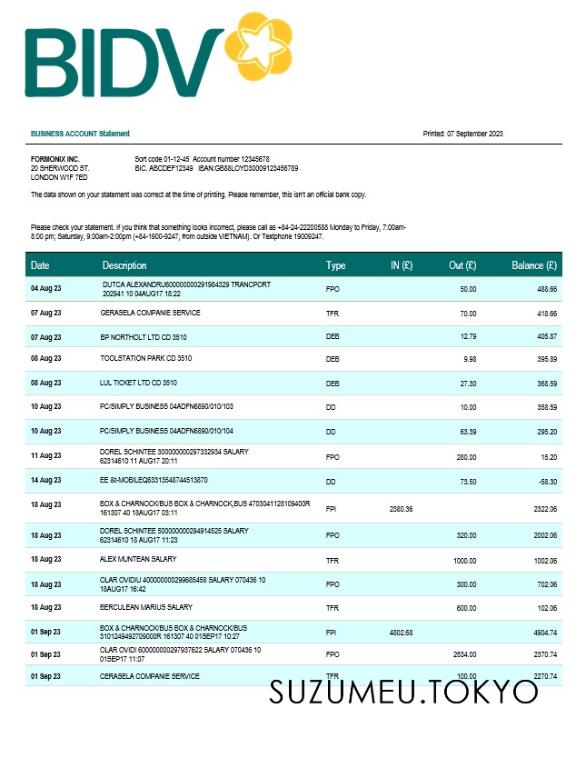 BIDV
BUSINESS ACCOUNT Statement Printed: 07 September 2023
FORMONIX INC. Sort code 01-12-45 Account number 12345678
20 SHERWOOD ST. BIC. ABCDEF12349 IBAN:GB88LOYD30009123456789
LONDON W1F 7ED
The data shown on your statement was correct at the time of printing. Please remember, this isn't an official bank copy.
Please check your statement. If you think that something looks incorrect, please call as +84-24-22200588 Monday to Friday, 7:00am-
8:00 pm; Saturday, 9:00am-2:00pm (+84-1900-9247, from outside VIETNAM). Or Textphone 19009247.
Date Description Type IN (£) Out (£) Balance (£)
04 Aug 23 DUTCA ALEXANDRU600000000291984329 TRANCPORT FPO 50.00 488.66
202941 10 04AUG17 18:22
07 Aug 23 GERASELA COMPANIE SERVICE TFR 70.00 418.66
07 Aug 23 BP NORTHOLT LTD CD 3510 DEB 12.79 405.87
08 Aug 23 TOOLSTATION PARK CD 3510 DEB 9.98 395.89
08 Aug 23 LUL TICKET LTD CD 3510 DEB 27.30 368.59
10 Aug 23 PC/SIMPLY BUSINESS 04ADFN6890/010/103 DD 10.00 358.59
10 Aug 23 PC/SIMPLY BUSINESS 04ADFN6890/010/104 DD 63.39 295.20
11 Aug 23 DOREL SCHINTEE 300000000297332934 SALARY FPO 280.00 15.20
62314610 11 AUG17 20:11
14 Aug 23 EE &t-MOBILEQ63313548744513870 DD 73.50 -58.30
18 Aug 23 BOX & CHARNOCK/BUS BOX & CHARNOCK,BUS 4703041128109400R FPI 2380.36 2322.06
161307 40 18AUG17 03:11
18 Aug 23 DOREL SCHINTEE 500000000294914525 SALARY FPO 320.00 2002.06
62314610 18 AUG17 11:23
18 Aug 23 ALEX MUNTEAN SALARY TFR 1000.00 1002.06
18 Aug 23 OLAR OVIDIU 400000000299685458 SALARY 070436 10 FPO 300.00 702.06
18AUG17 16:42
18 Aug 23 BERCULEAN MARIUS SALARY TFR 600.00 102.06
01 Sep 23 BOX & CHARNOCK/BUS BOX & CHARNOCK/BUS FPI 4802.68 4904.74
3101249492709000R 161307 40 01SEP17 10:27
01 Sep 23 OLAR OVIDI 600000000297937622 SALARY 070436 10 FPO 2534.00 2370.74
01SEP17 11:07
01 Sep 23 CERASELA COMPANIE SERVICE TFR 100.00 2270.74
SUZUMEU.TOKYO